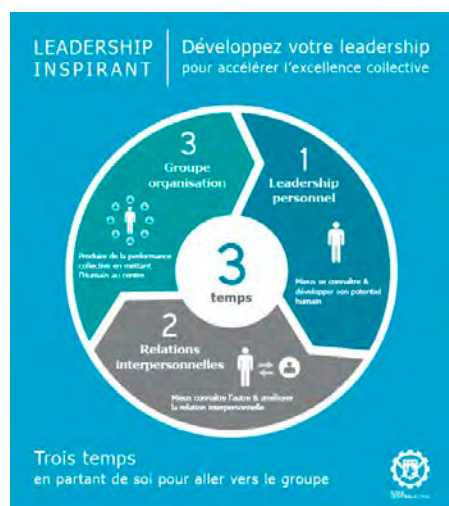 LEADERSHIP
INSPIRANT
Développez votre leadership
pour accélérer l'excellence collective
1
Leadership
personnel
Mieux se connaître &
développer son potentiel
humain
2
Relations
interpersonnelles
Mieux connaître l'autre & améliorer
la relation interpersonnelle
3
Groupe
organisation
Produire de la performance
collective en mettant
l'Humain au centre
3
temps
Trois temps
en partant de soi pour aller vers le groupe